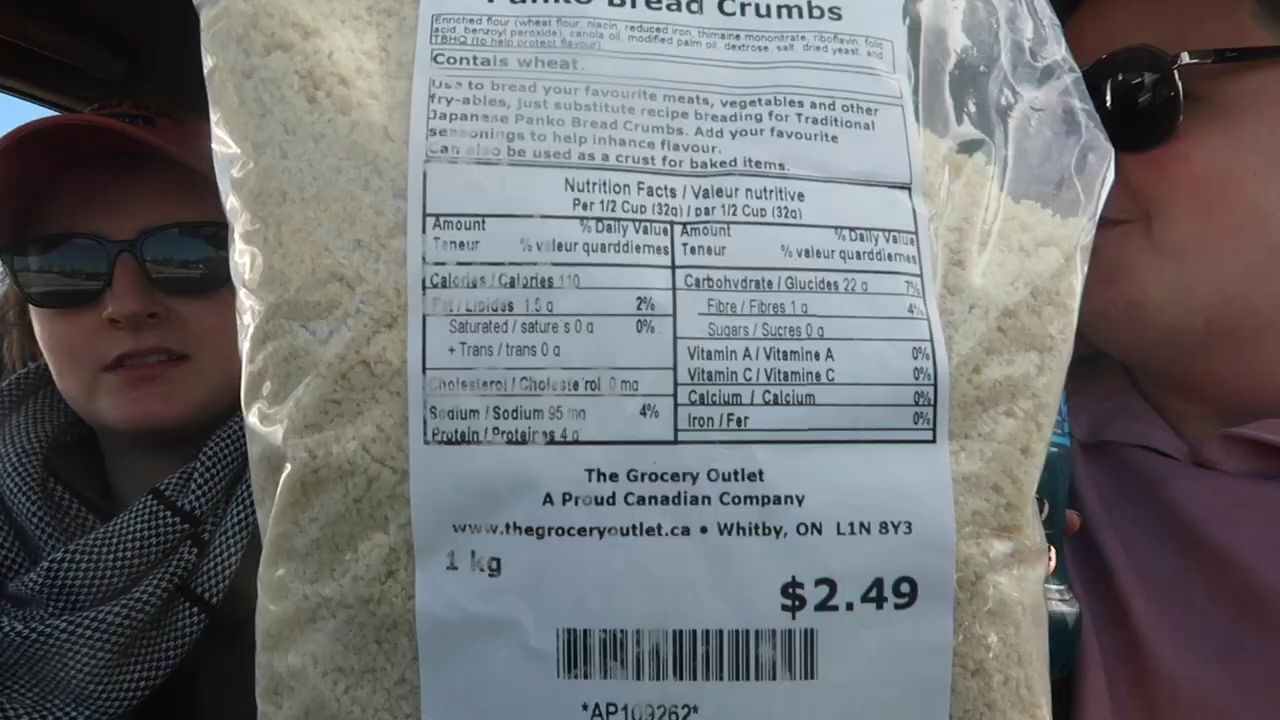 Panko Bread Crumbs
Enriched flour (wheat flour, niacin, reduced iron, thimaine mononitrate, riboflavin, folic
acid, benzoyl peroxide), canola oil, modified palm oil, dextrose, salt, dried yeast, and
TBHQ (to help protect flavour).
Contals wheat.
Use to bread your favourite meats, vegetables and other
fry-ables, just substitute recipe breading for Traditional
Japanese Panko Bread Crumbs. Add your favourite
seasonings to help inhance flavour.
Can also be used as a crust for baked items.
Nutrition Facts / Valeur nutritive
Per 1/2 Cup (32g) / par 1/2 Cup (32g)
Amount % Daily Value
Teneur % valeur quarddiemes
Calories / Calories 110
Fat / Lipides 1.5 g 2%
Saturated / sature's 0 g 0%
+ Trans / trans 0 g
Cholesterol / Choleste'rol 0 mg
Sodium / Sodium 95 mg 4%
Protein / Proteines 4 g
Amount % Daily Value
Teneur % valeur quarddiemes
Carbohydrate / Glucides 22 g 7%
Fibre / Fibres 1 g 4%
Sugars / Sucres 0 g
Vitamin A / Vitamine A 0%
Vitamin C / Vitamine C 0%
Calcium / Calcium 0%
Iron / Fer 0%
The Grocery Outlet
A Proud Canadian Company
www.thegroceryoutlet.ca • Whitby, ON L1N 8Y3
1 kg
$2.49
*AP109262*